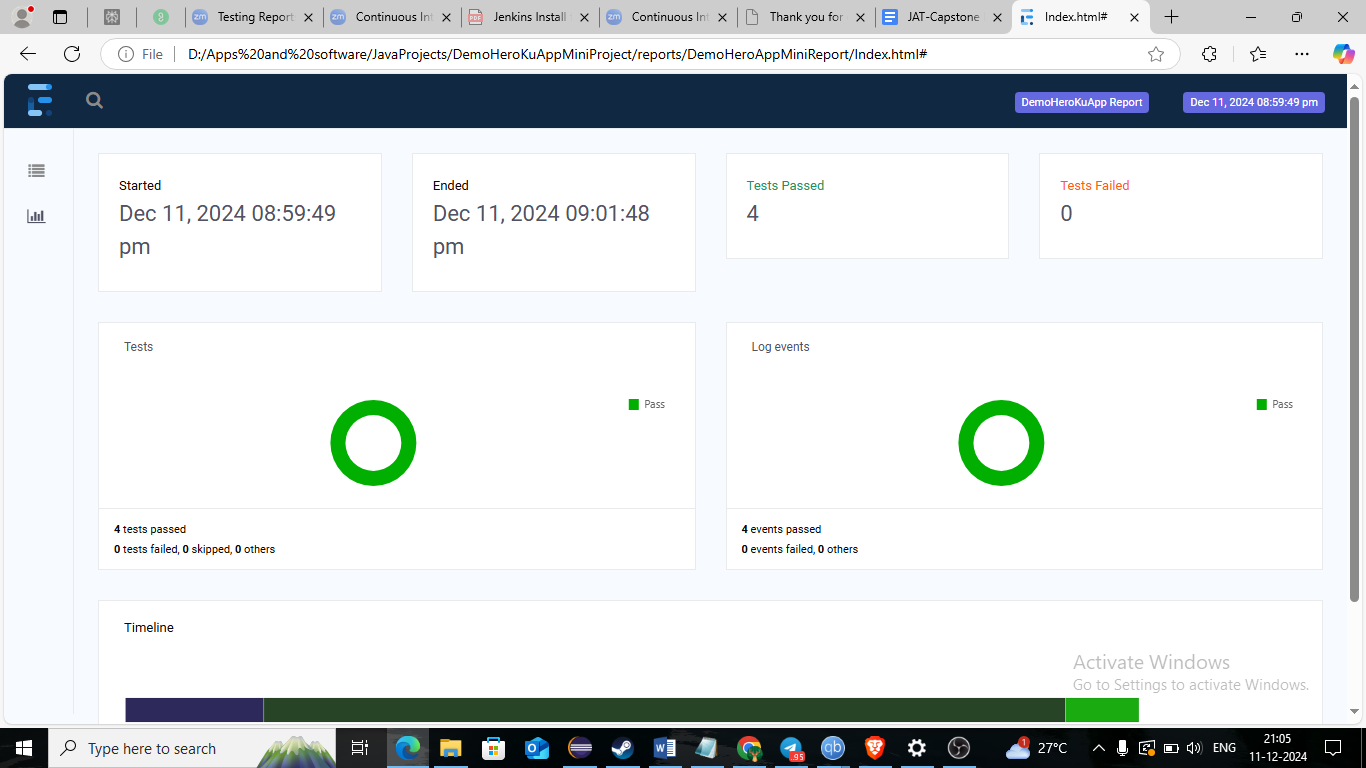 Testing Report
Continuous Int
Jenkins Install
Continuous Int
Thank you for
JAT-Capstone
Index.html#
File
D:/Apps%20and%20software/JavaProjects/DemoHeroKuAppMiniProject/reports/DemoHeroAppMiniReport/Index.html#
DemoHeroKuApp Report
Dec 11, 2024 08:59:49 pm
Started
Dec 11, 2024 08:59:49
pm
Ended
Dec 11, 2024 09:01:48
pm
Tests Passed
4
Tests Failed
0
Tests
Pass
4 tests passed
0 tests failed, 0 skipped, 0 others
Log events
Pass
4 events passed
0 events failed, 0 others
Timeline
Activate Windows
Go to Settings to activate Windows.
Type here to search
95
1
27°C
ENG
21:05
11-12-2024